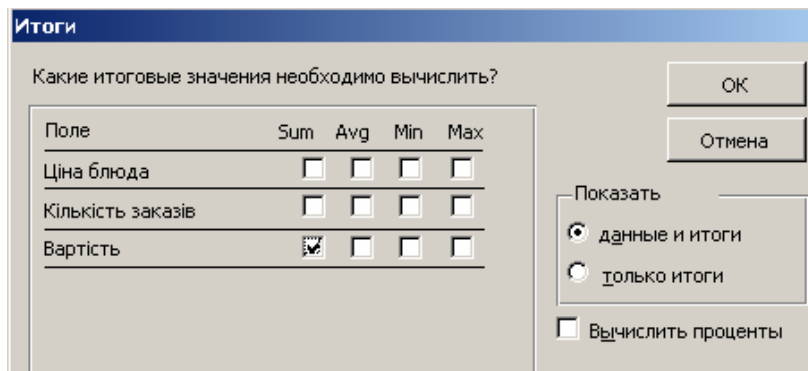 Итоги
Какие итоговые значения необходимо вычислить?
ОК
Поле Sum Avg Min Max
Отмена
Ціна блюда
Кількість заказів
Вартість
Показать
данные и итоги
только итоги
Вычислить проценты